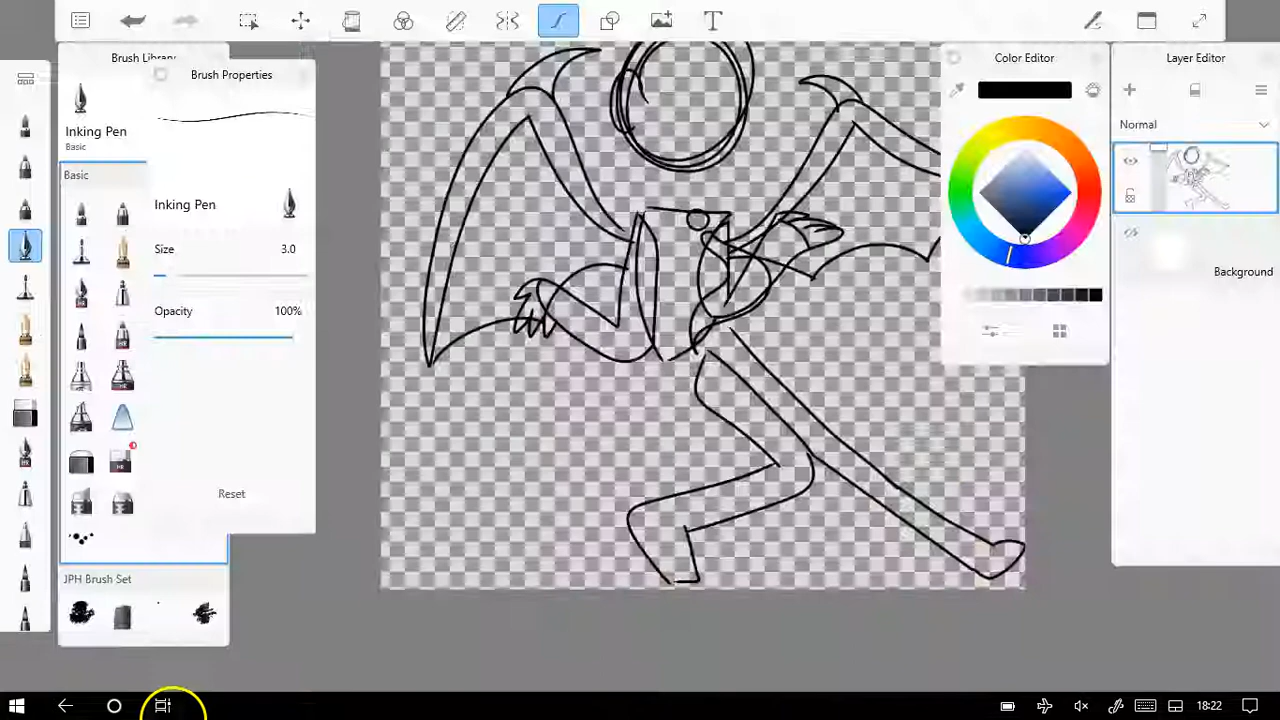 Brush Library
Brush Properties
Color Editor
Layer Editor
Inking Pen
Basic
Normal
Basic
Inking Pen
Size 3.0
Opacity 100%
Background
Reset
JPH Brush Set
18:22